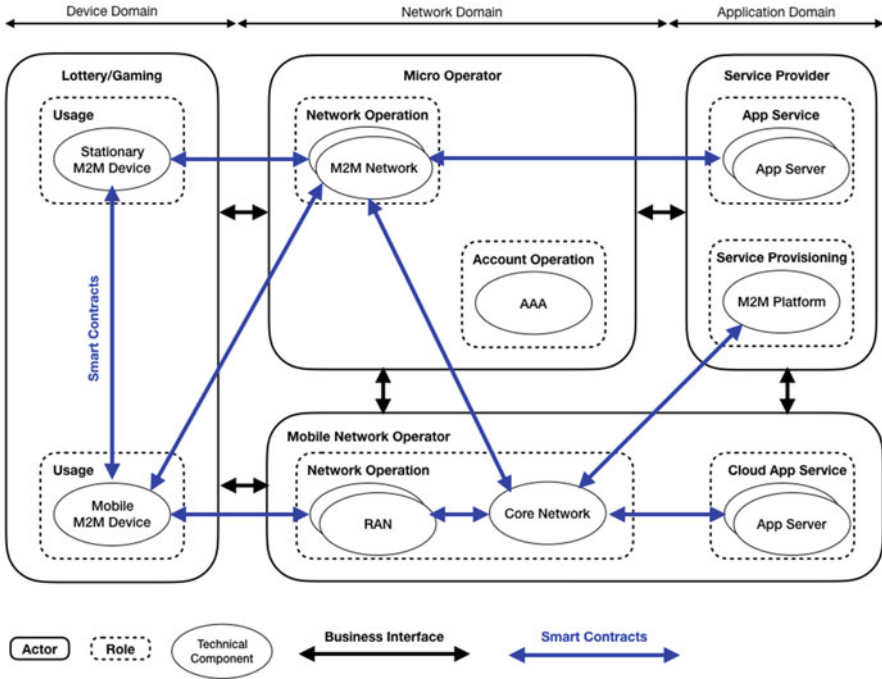 Device Domain
Network Domain
Application Domain
Lottery/Gaming
Micro Operator
Service Provider
Usage
Network Operation
App Service
Stationary
M2M Device
M2M Network
App Server
Smart Contracts
Account Operation
AAA
Service Provisioning
M2M Platform
Mobile Network Operator
Usage
Network Operation
Cloud App Service
Mobile
M2M Device
RAN
Core Network
App Server
Actor
Role
Technical
Component
Business Interface
Smart Contracts